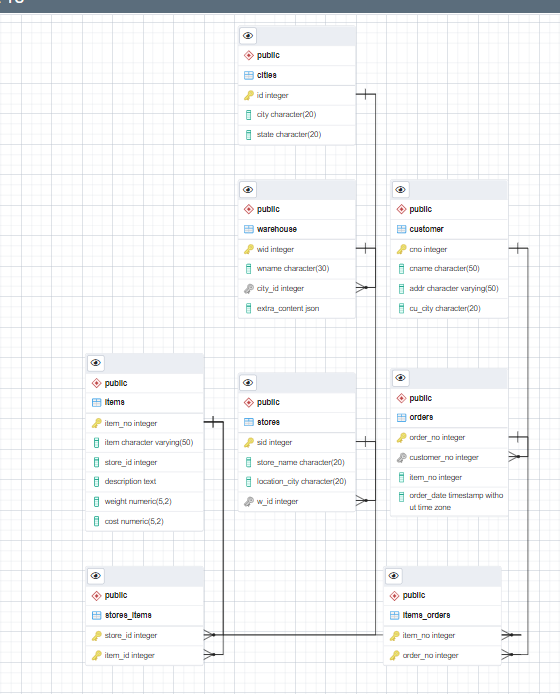 public
cities
id integer
city character(20)
state character(20)
public
warehouse
wid integer
wname character(30)
city_id integer
extra_content json
public
customer
cno integer
cname character(50)
addr character varying(50)
cu_city character(20)
public
items
item_no integer
item character varying(50)
store_id integer
description text
weight numeric(5,2)
cost numeric(5,2)
public
stores
sid integer
store_name character(20)
location_city character(20)
w_id integer
public
orders
order_no integer
customer_no integer
item_no integer
order_date timestamp witho
ut time zone
public
stores_items
store_id integer
item_id integer
public
items_orders
item_no integer
order_no integer